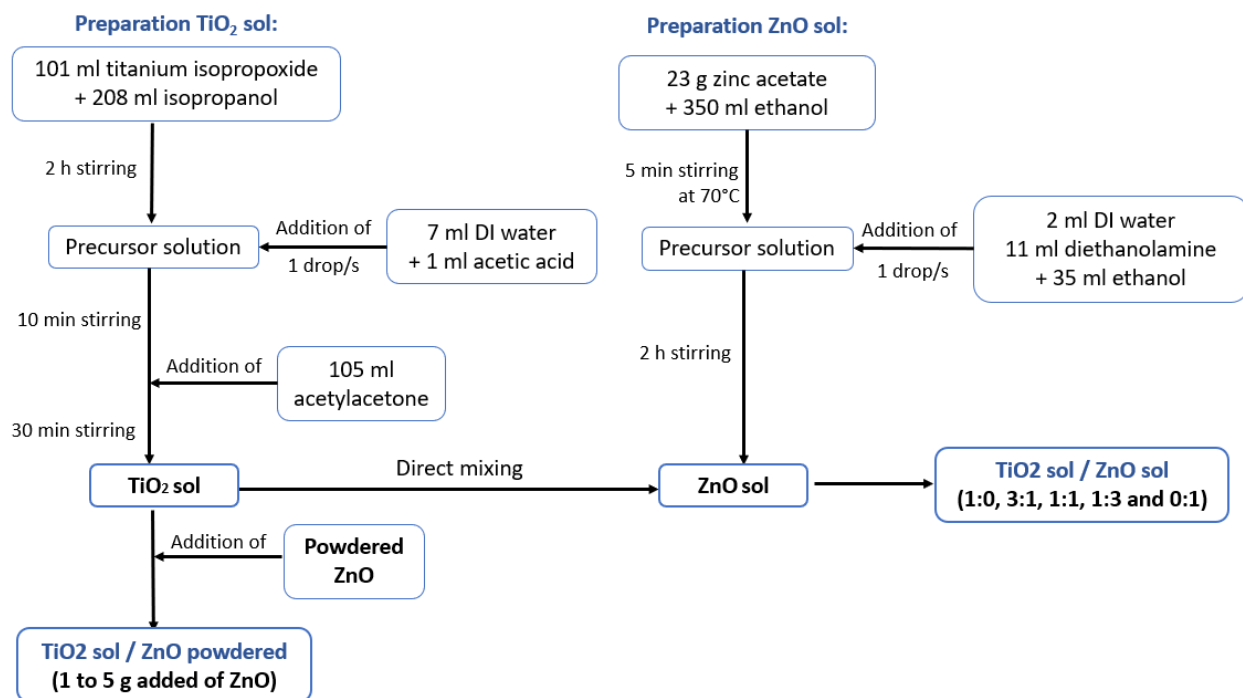 Preparation TiO₂ sol:
101 ml titanium isopropoxide
+ 208 ml isopropanol
2 h stirring
Precursor solution
Addition of
1 drop/s
7 ml DI water
+ 1 ml acetic acid
10 min stirring
Addition of
105 ml
acetylacetone
30 min stirring
TiO₂ sol
Direct mixing
Addition of
Powdered
ZnO
TiO2 sol / ZnO powdered
(1 to 5 g added of ZnO)
Preparation ZnO sol:
23 g zinc acetate
+ 350 ml ethanol
5 min stirring
at 70°C
Precursor solution
Addition of
1 drop/s
2 ml DI water
11 ml diethanolamine
+ 35 ml ethanol
2 h stirring
ZnO sol
TiO2 sol / ZnO sol
(1:0, 3:1, 1:1, 1:3 and 0:1)